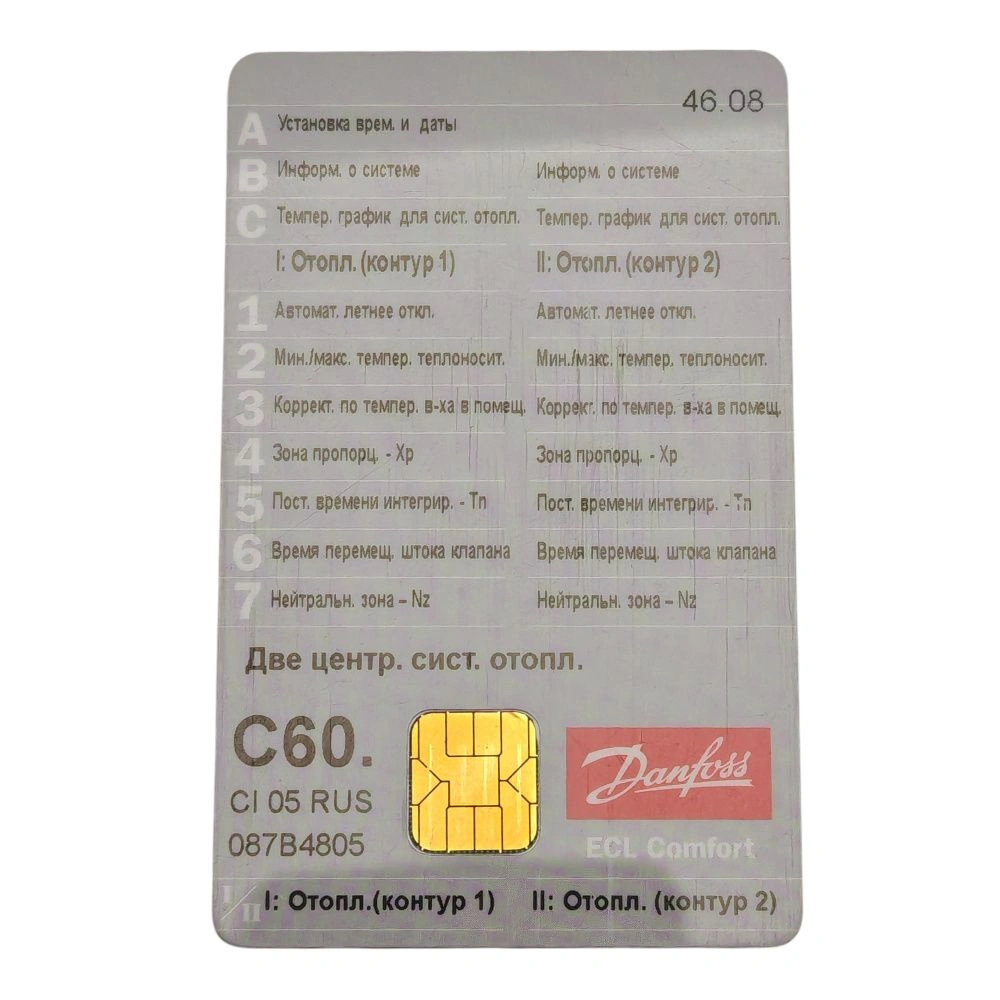 46.08
A Установка врем. и даты
B Информ. о системе Информ. о системе
C Темпер. график для сист. отопл. Темпер. график для сист. отопл.
I: Отопл. (контур 1) II: Отопл. (контур 2)
1 Автомат. летнее откл. Автомат. летнее откл.
2 Мин./макс. темпер. теплоносит. Мин./макс. темпер. теплоносит.
3 Коррект. по темпер. в-ха в помещ. Коррект. по темпер. в-ха в помещ.
4 Зона пропорц. - Xp Зона пропорц. - Xp
5 Пост. времени интегрир. - Tn Пост. времени интегрир. - Tn
6 Время перемещ. штока клапана Время перемещ. штока клапана
7 Нейтральн. зона – Nz Нейтральн. зона – Nz
Две центр. сист. отопл.
C60.
Danfoss
CI 05 RUS
087B4805
ECL Comfort
I/II I: Отопл.(контур 1) II: Отопл. (контур 2)